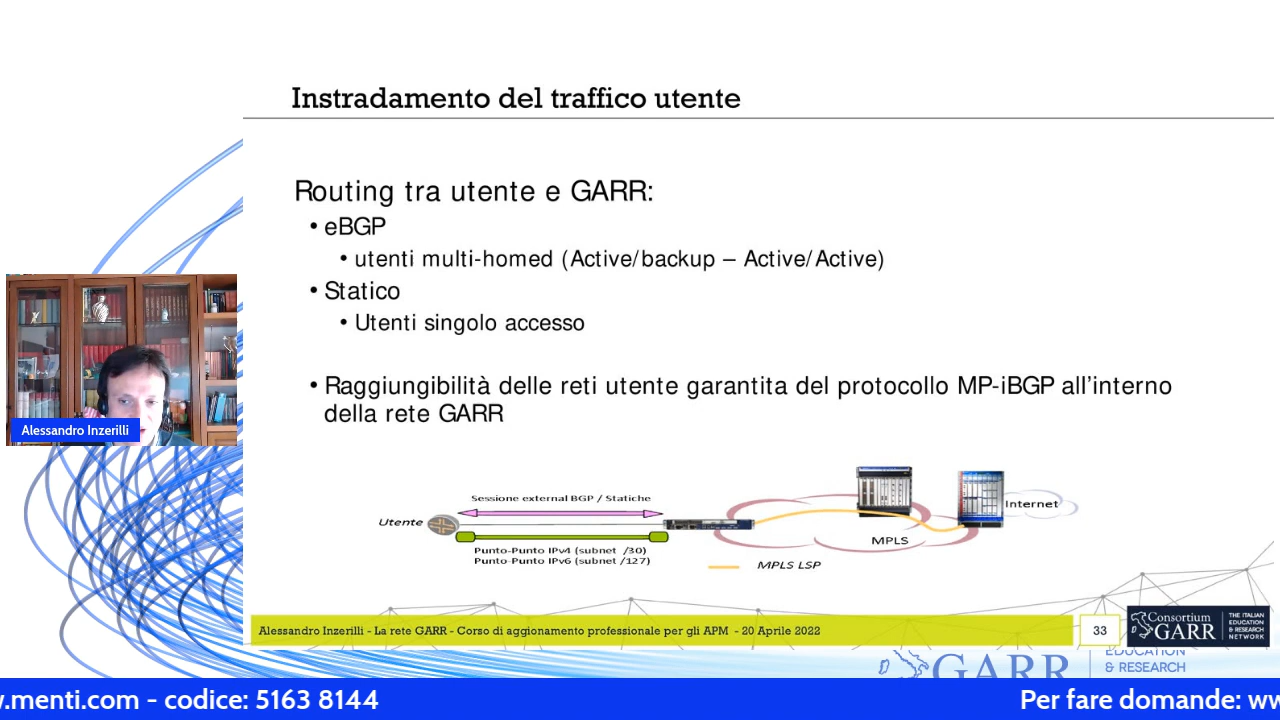 Instradamento del traffico utente
Routing tra utente e GARR:
• eBGP
• utenti multi-homed (Active/backup – Active/Active)
• Statico
• Utenti singolo accesso
• Raggiungibilità delle reti utente garantita del protocollo MP-iBGP all'interno
della rete GARR
Alessandro Inzerilli
Sessione external BGP / Statiche
Utente
Internet
Punto-Punto IPv4 (subnet /30)
Punto-Punto IPv6 (subnet /127)
MPLS
MPLS LSP
Alessandro Inzerilli - La rete GARR - Corso di aggionamento professionale per gli APM - 20 Aprile 2022
33
Consortium
GARR
THE ITALIAN
EDUCATION
& RESEARCH
NETWORK
GARR
EDUCATION
& RESEARCH
.menti.com - codice: 5163 8144
Per fare domande: ww